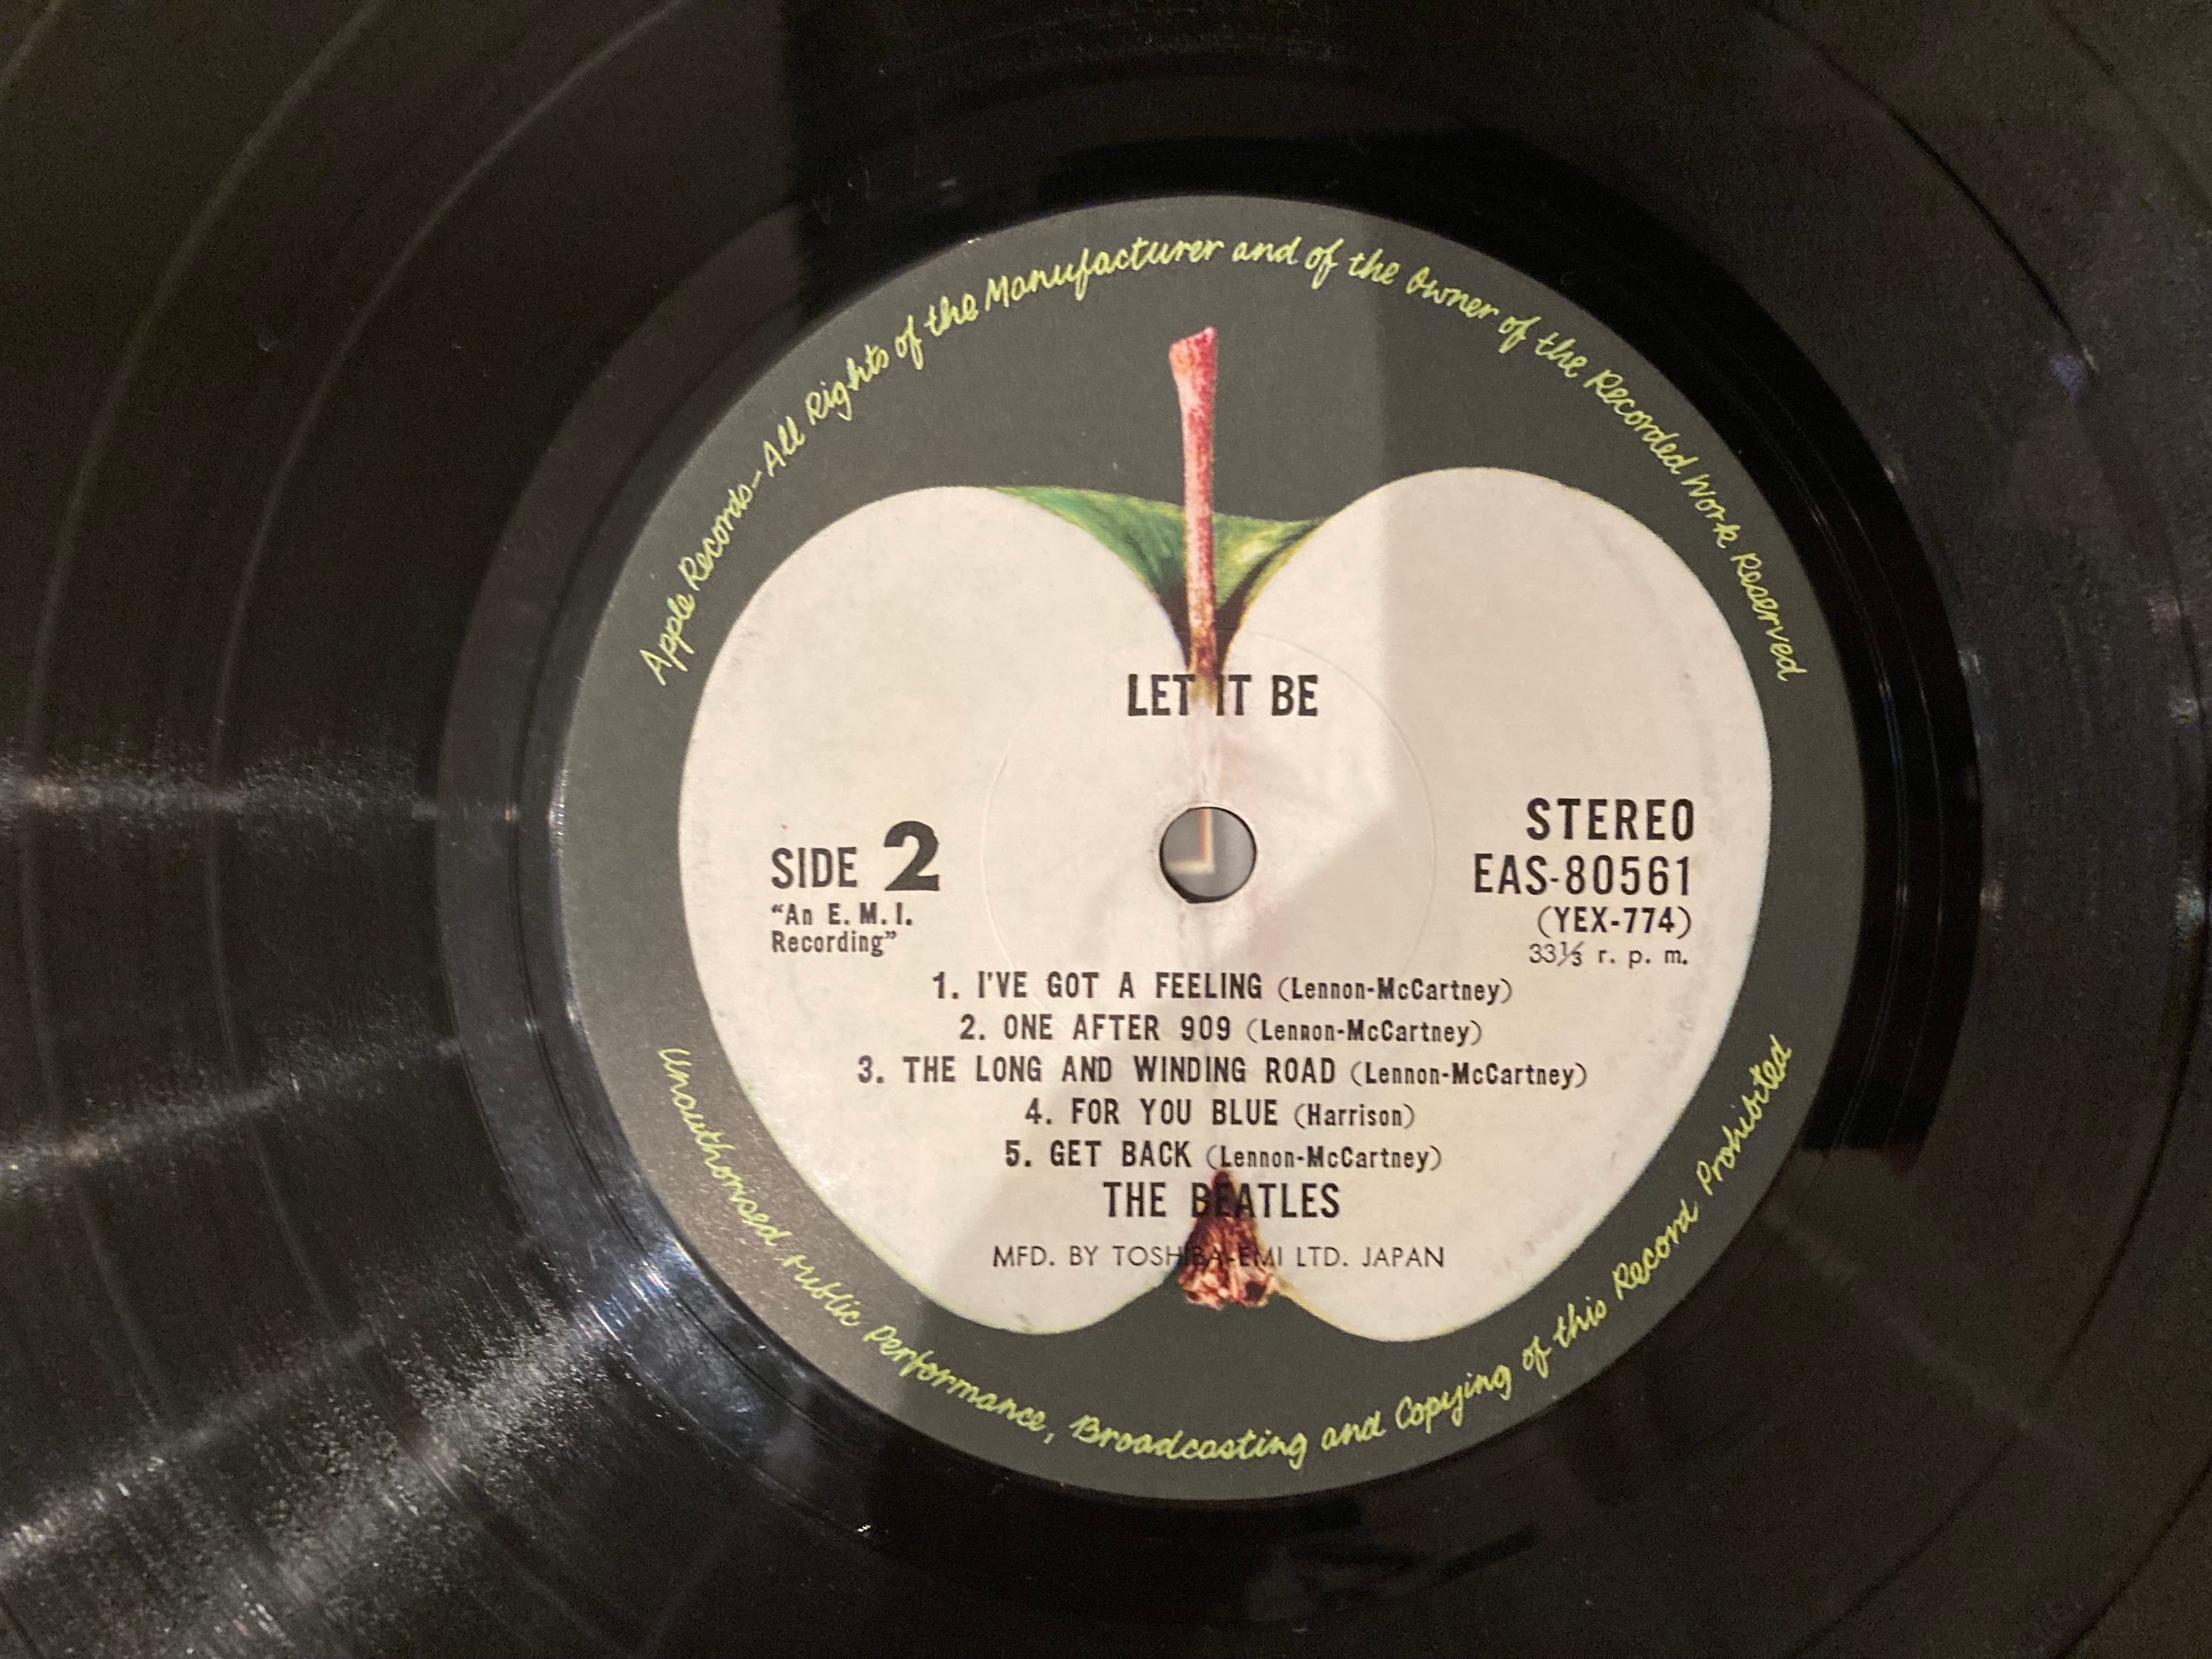 Apple Records-All Rights of the Manufacturer and of the Owner of the Recorded Work Reserved
LET IT BE
SIDE 2
"An E. M. I.
Recording"
STEREO
EAS-80561
(YEX-774)
33⅓ r. p. m.
1. I'VE GOT A FEELING (Lennon-McCartney)
2. ONE AFTER 909 (Lennon-McCartney)
3. THE LONG AND WINDING ROAD (Lennon-McCartney)
4. FOR YOU BLUE (Harrison)
5. GET BACK (Lennon-McCartney)
THE BEATLES
MFD. BY TOSHIBA-EMI LTD. JAPAN
Unauthorised Public Performance, Broadcasting and Copying of this Record Prohibited